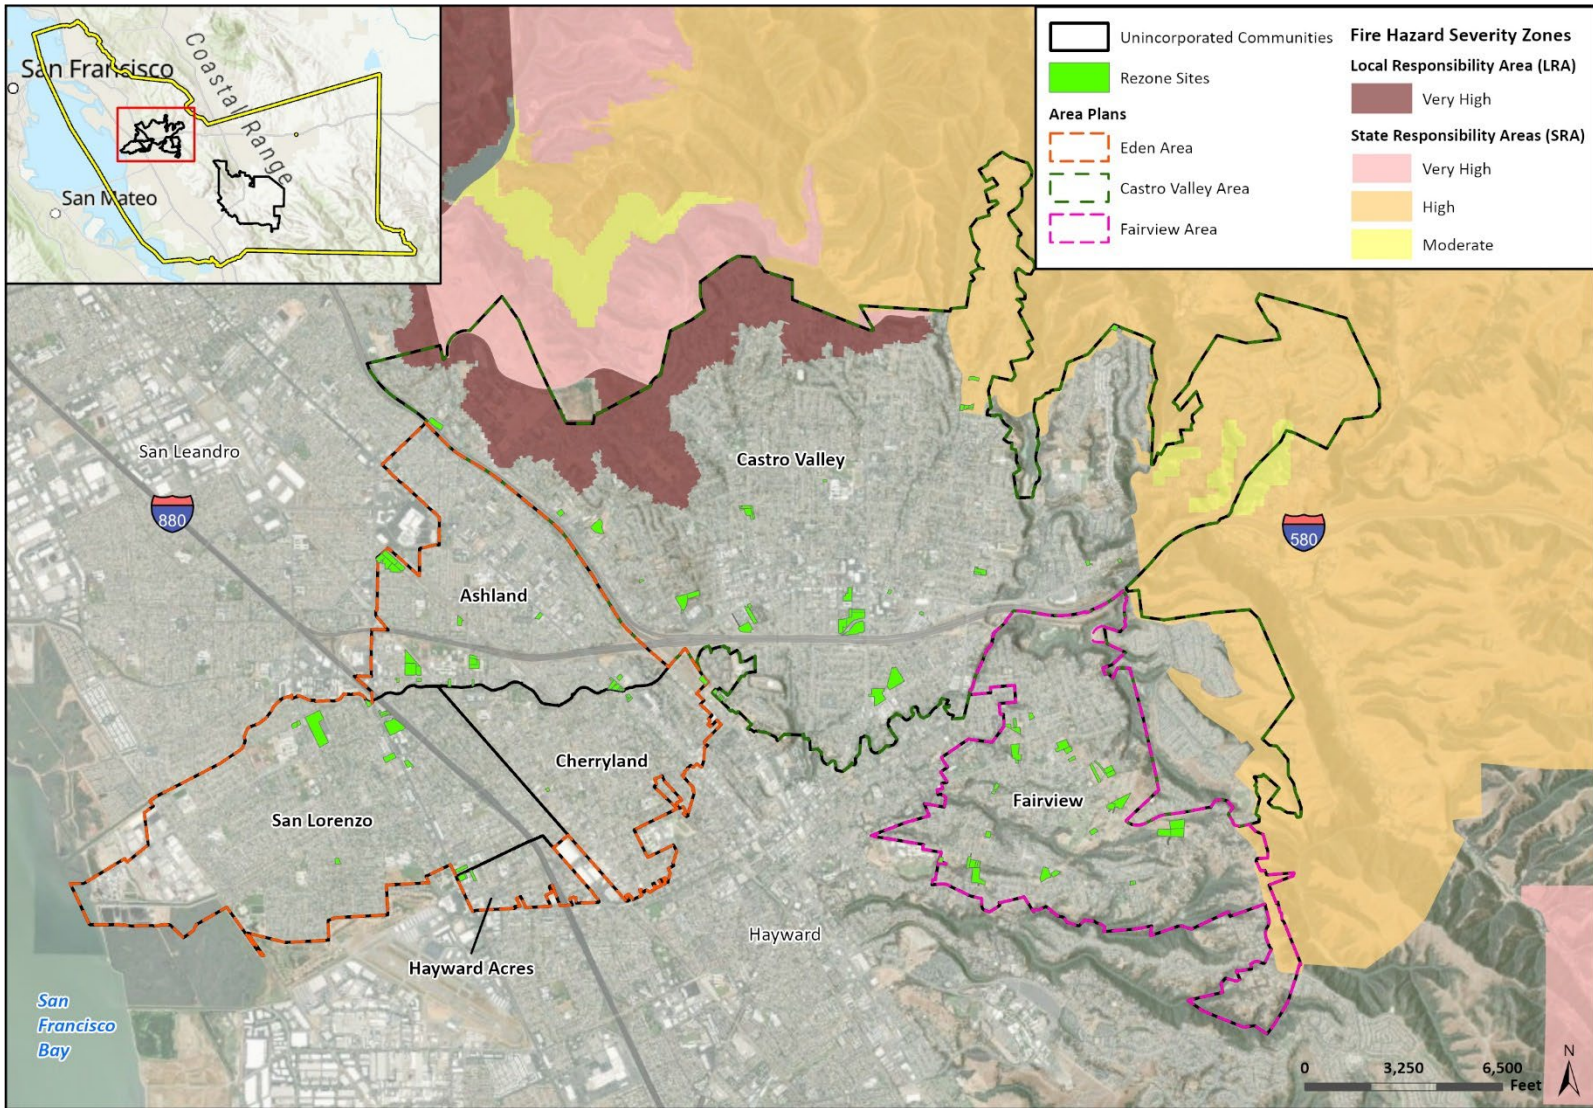 San Francisco
Coastal Range
San Mateo
Unincorporated Communities
Rezone Sites
Area Plans
Eden Area
Castro Valley Area
Fairview Area
Fire Hazard Severity Zones
Local Responsibility Area (LRA)
Very High
State Responsibility Areas (SRA)
Very High
High
Moderate
San Leandro
880
Castro Valley
580
Ashland
Cherryland
San Lorenzo
Fairview
Hayward
Hayward Acres
San
Francisco
Bay
0 3,250 6,500
Feet
N